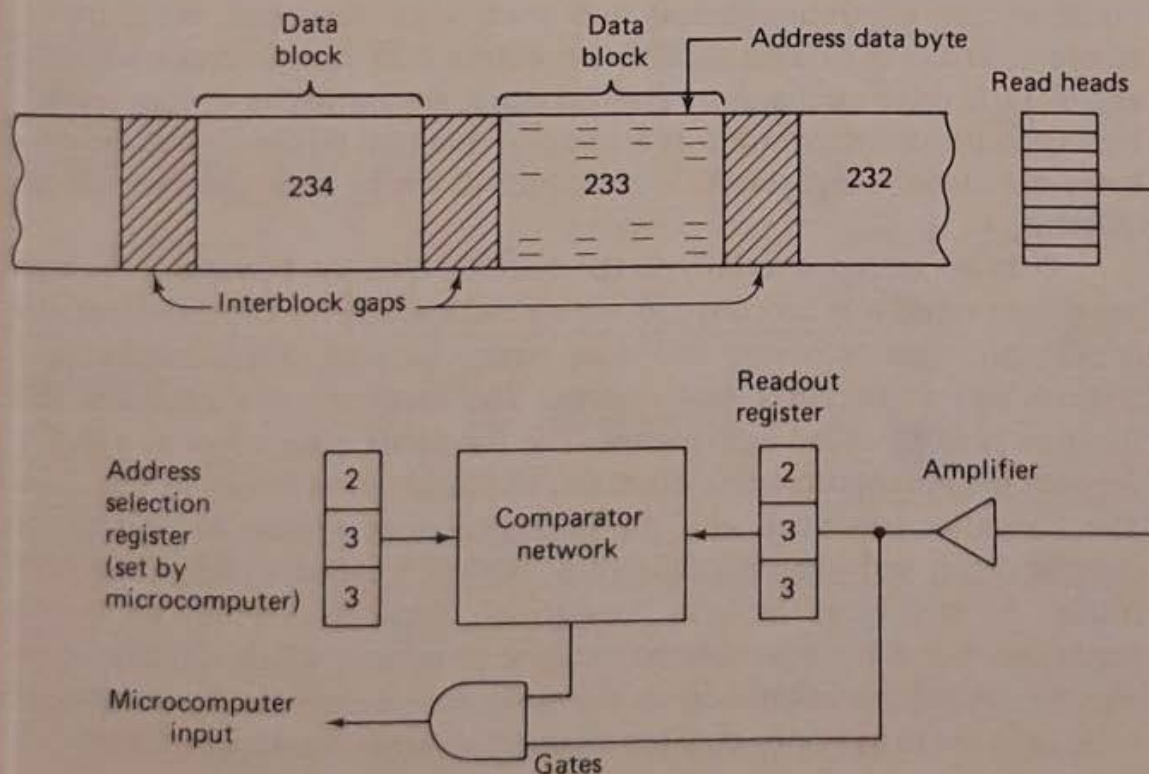 Data
block
Data
block
Address data byte
Read heads
234
233
232
Interblock gaps
Readout
register
Address
selection
register
(set by
microcomputer)
2
3
3
Comparator
network
2
3
3
Amplifier
Microcomputer
input
Gates